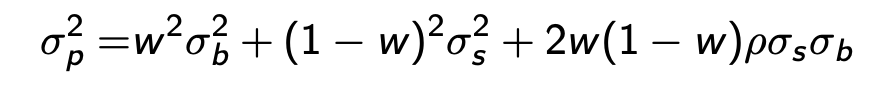 σ_p^2 =w^2σ_b^2 + (1 − w)^2σ_s^2 + 2w(1 − w)ρσ_sσ_b